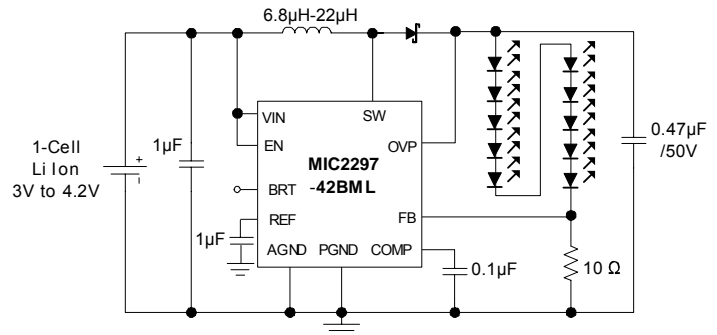 6.8µH-22µH
1-Cell
Li Ion
3V to 4.2V
+
-
1µF
VIN
EN
BRT
REF
AGND
PGND
COMP
SW
OVP
FB
MIC2297
-42BML
1µF
0.1µF
10 Ω
0.47µF
/50V